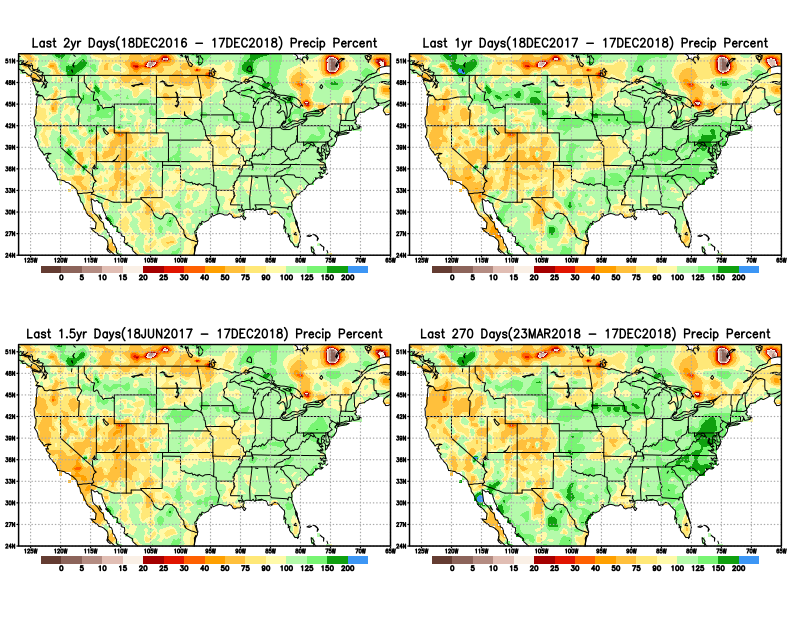 Last 2yr Days(18DEC2016 – 17DEC2018) Precip Percent
51N
48N
45N
42N
39N
36N
33N
30N
27N
24N
125W 120W 115W 110W 105W 100W 95W 90W 85W 80W 75W 70W 65W
0 5 10 15 20 25 30 40 50 75 90 100 125 150 200
Last 1yr Days(18DEC2017 – 17DEC2018) Precip Percent
51N
48N
45N
42N
39N
36N
33N
30N
27N
24N
125W 120W 115W 110W 105W 100W 95W 90W 85W 80W 75W 70W 65W
0 5 10 15 20 25 30 40 50 75 90 100 125 150 200
Last 1.5yr Days(18JUN2017 – 17DEC2018) Precip Percent
51N
48N
45N
42N
39N
36N
33N
30N
27N
24N
125W 120W 115W 110W 105W 100W 95W 90W 85W 80W 75W 70W 65W
0 5 10 15 20 25 30 40 50 75 90 100 125 150 200
Last 270 Days(23MAR2018 – 17DEC2018) Precip Percent
51N
48N
45N
42N
39N
36N
33N
30N
27N
24N
125W 120W 115W 110W 105W 100W 95W 90W 85W 80W 75W 70W 65W
0 5 10 15 20 25 30 40 50 75 90 100 125 150 200